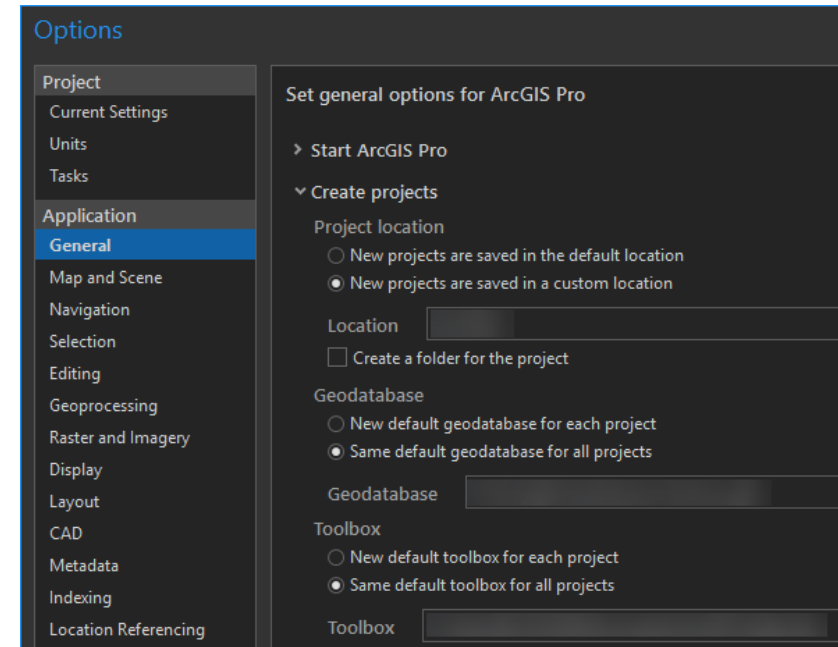 Options
Project
Current Settings
Units
Tasks
Application
General
Map and Scene
Navigation
Selection
Editing
Geoprocessing
Raster and Imagery
Display
Layout
CAD
Metadata
Indexing
Location Referencing
Set general options for ArcGIS Pro
Start ArcGIS Pro
Create projects
Project location
New projects are saved in the default location
New projects are saved in a custom location
Location
Create a folder for the project
Geodatabase
New default geodatabase for each project
Same default geodatabase for all projects
Geodatabase
Toolbox
New default toolbox for each project
Same default toolbox for all projects
Toolbox